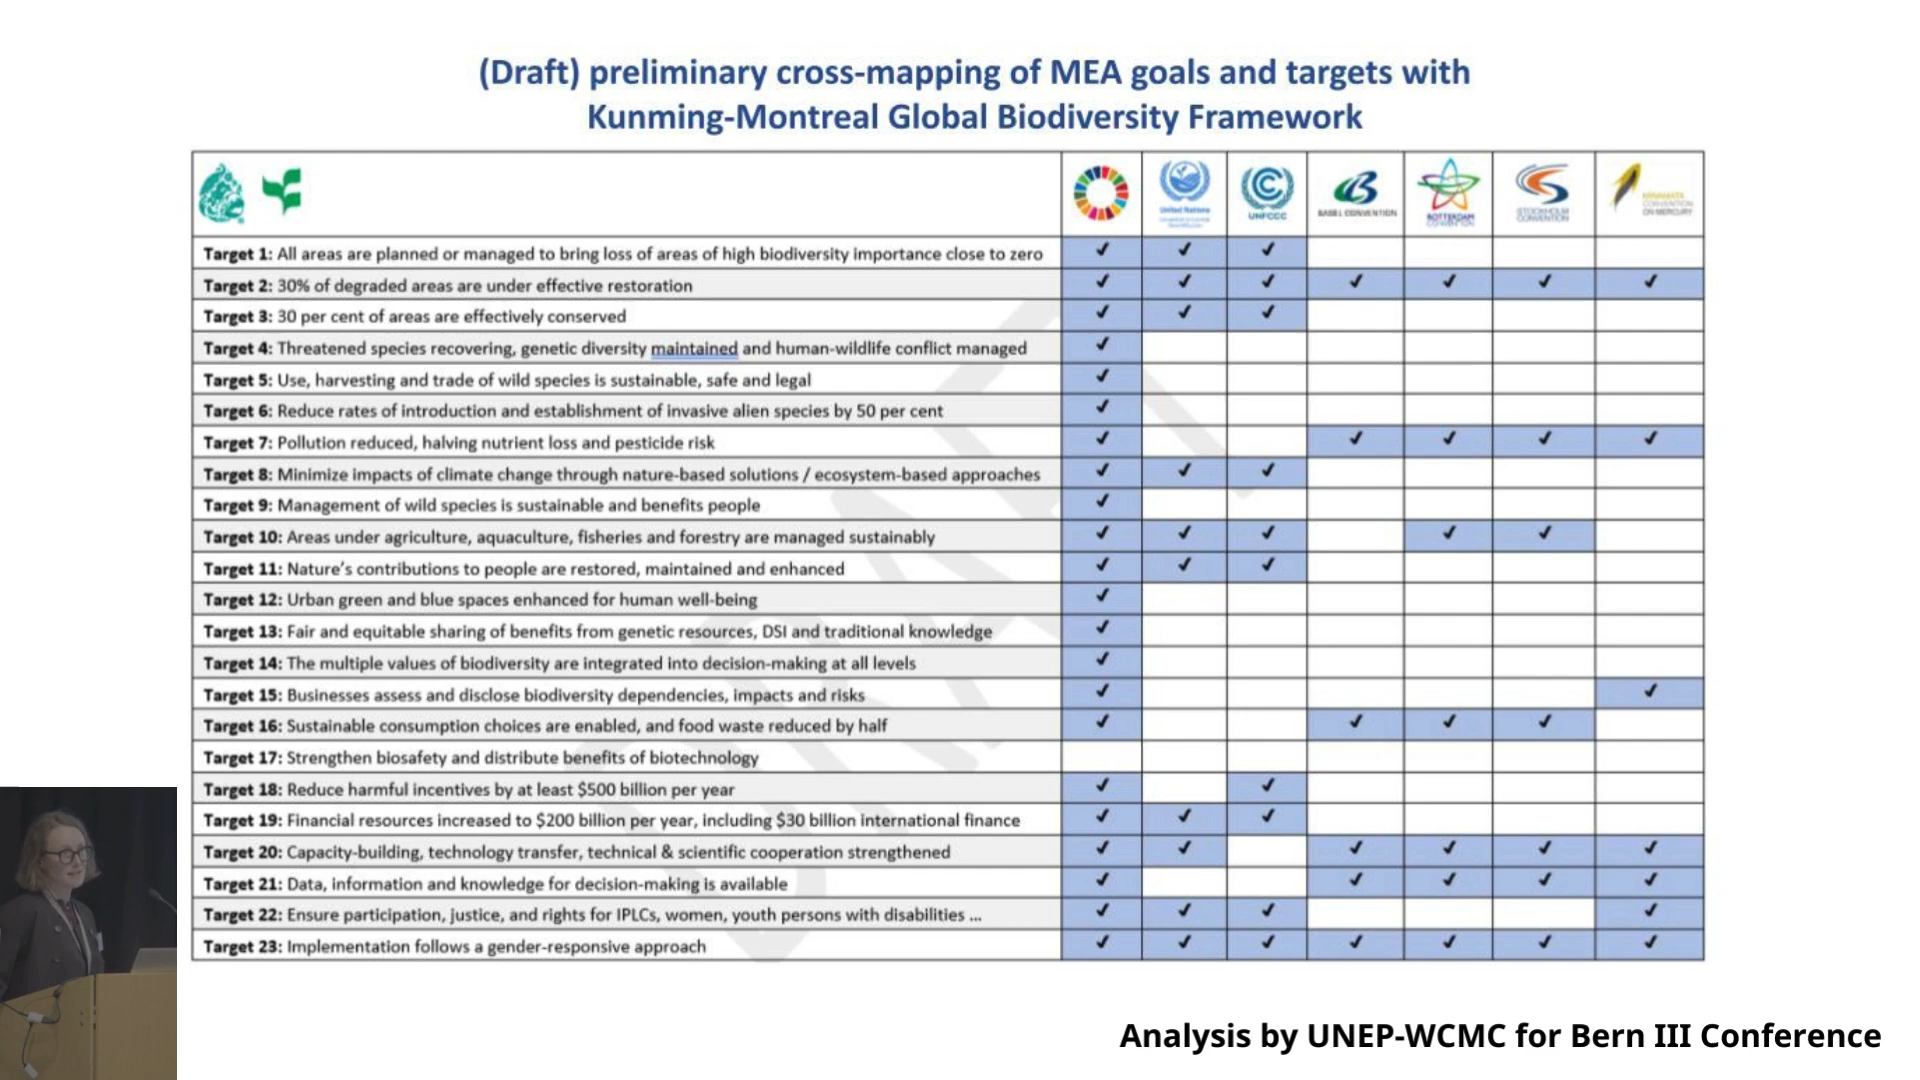 (Draft) preliminary cross-mapping of MEA goals and targets with
Kunming-Montreal Global Biodiversity Framework
United Nations
UNFCCC
BASEL CONVENTION
ROTTERDAM
CONVENTION
STOCKHOLM
CONVENTION
MINAMATA
CONVENTION
ON MERCURY
Target 1: All areas are planned or managed to bring loss of areas of high biodiversity importance close to zero ✓ ✓ ✓
Target 2: 30% of degraded areas are under effective restoration ✓ ✓ ✓ ✓ ✓ ✓ ✓
Target 3: 30 per cent of areas are effectively conserved ✓ ✓ ✓
Target 4: Threatened species recovering, genetic diversity maintained and human-wildlife conflict managed ✓
Target 5: Use, harvesting and trade of wild species is sustainable, safe and legal ✓
Target 6: Reduce rates of introduction and establishment of invasive alien species by 50 per cent ✓
Target 7: Pollution reduced, halving nutrient loss and pesticide risk ✓ ✓ ✓ ✓ ✓
Target 8: Minimize impacts of climate change through nature-based solutions / ecosystem-based approaches ✓ ✓ ✓
Target 9: Management of wild species is sustainable and benefits people ✓
Target 10: Areas under agriculture, aquaculture, fisheries and forestry are managed sustainably ✓ ✓ ✓ ✓ ✓
Target 11: Nature's contributions to people are restored, maintained and enhanced ✓ ✓ ✓
Target 12: Urban green and blue spaces enhanced for human well-being ✓
Target 13: Fair and equitable sharing of benefits from genetic resources, DSI and traditional knowledge ✓
Target 14: The multiple values of biodiversity are integrated into decision-making at all levels ✓
Target 15: Businesses assess and disclose biodiversity dependencies, impacts and risks ✓ ✓
Target 16: Sustainable consumption choices are enabled, and food waste reduced by half ✓ ✓ ✓ ✓
Target 17: Strengthen biosafety and distribute benefits of biotechnology
Target 18: Reduce harmful incentives by at least $500 billion per year ✓ ✓
Target 19: Financial resources increased to $200 billion per year, including $30 billion international finance ✓ ✓ ✓
Target 20: Capacity-building, technology transfer, technical & scientific cooperation strengthened ✓ ✓ ✓ ✓ ✓ ✓
Target 21: Data, information and knowledge for decision-making is available ✓ ✓ ✓ ✓ ✓
Target 22: Ensure participation, justice, and rights for IPLCs, women, youth persons with disabilities ... ✓ ✓ ✓ ✓
Target 23: Implementation follows a gender-responsive approach ✓ ✓ ✓ ✓ ✓ ✓ ✓
DRAFT
Analysis by UNEP-WCMC for Bern III Conference